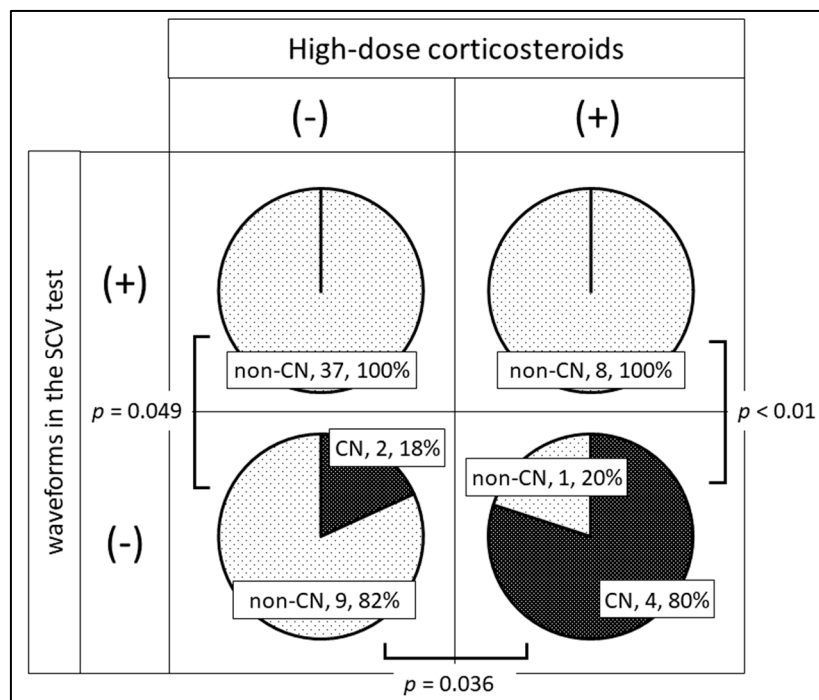 High-dose corticosteroids
(-)
(+)
waveforms in the SCV test
(+)
non-CN, 37, 100%
non-CN, 8, 100%
p = 0.049
p < 0.01
(-)
CN, 2, 18%
non-CN, 1, 20%
non-CN, 9, 82%
CN, 4, 80%
p = 0.036